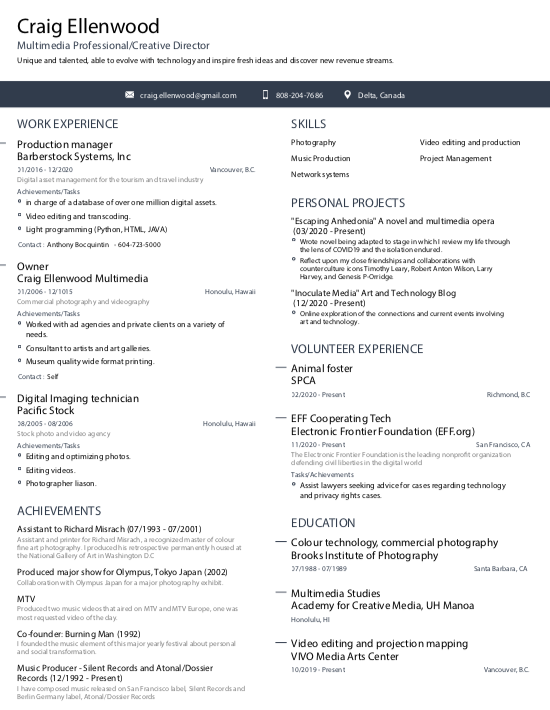 Craig Ellenwood
Multimedia Professional/Creative Director
Unique and talented, able to evolve with technology and inspire fresh ideas and discover new revenue streams.
craig.ellenwood@gmail.com
808-204-7686
Delta, Canada
WORK EXPERIENCE
Production manager
Barberstock Systems, Inc
01/2016 - 12/2020
Vancouver, B.C.
Digital asset management for the tourism and travel industry
Achievements/Tasks
in charge of a database of over one million digital assets.
Video editing and transcoding.
Light programming (Python, HTML, JAVA)
Contact : Anthony Bocquintin - 604-723-5000
Owner
Craig Ellenwood Multimedia
01/2006 - 12/1015
Honoulu, Hawaii
Commercial photography and videography
Achievements/Tasks
Worked with ad agencies and private clients on a variety of
needs.
Consultant to artists and art galleries.
Museum quality wide format printing.
Contact : Self
Digital Imaging technician
Pacific Stock
08/2005 - 08/2006
Honolulu, Hawaii
Stock photo and video agency
Achievements/Tasks
Editing and optimizing photos.
Editing videos.
Photographer liason.
ACHIEVEMENTS
Assistant to Richard Misrach (07/1993 - 07/2001)
Assistant and printer for Richard Misrach, a recognized master of colour
fine art photography. I produced his retrospective permanently housed at
the National Gallery of Art in Washington D.C
Produced major show for Olympus, Tokyo Japan (2002)
Collaboration with Olympus Japan for a major photography exhibit.
MTV
Produced two music videos that aired on MTV and MTV Europe, one was
most requested video of the day.
Co-founder: Burning Man (1992)
I founded the music element of this major yearly festival about personal
and social transformation.
Music Producer - Silent Records and Atonal/Dossier
Records (12/1992 - Present)
I have composed music released on San Francisco label, Silent Records and
Berlin Germany label, Atonal/Dossier Records
SKILLS
Photography
Video editing and production
Music Production
Project Management
Network systems
PERSONAL PROJECTS
"Escaping Anhedonia" A novel and multimedia opera
(03/2020 - Present)
Wrote novel being adapted to stage in which I review my life through
the lens of COVID19 and the isolation endured.
Reflect upon my close friendships and collaborations with
counterculture icons Timothy Leary, Robert Anton Wilson, Larry
Harvey, and Genesis P-Orridge.
"Inoculate Media" Art and Technology Blog
(12/2020 - Present)
Online exploration of the connections and current events involving
art and technology.
VOLUNTEER EXPERIENCE
Animal foster
SPCA
02/2020 - Present
Richmond, B.C
EFF Cooperating Tech
Electronic Frontier Foundation (EFF.org)
11/2020 - Present
San Francisco, CA
The Electronic Frontier Foundation is the leading nonprofit organization
defending civil liberties in the digital world
Tasks/Achievements
Assist lawyers seeking advice for cases regarding technology
and privacy rights cases.
EDUCATION
Colour technology, commercial photography
Brooks Institute of Photography
07/1988 - 07/1989
Santa Barbara, CA
Multimedia Studies
Academy for Creative Media, UH Manoa
Honolulu, HI
Video editing and projection mapping
VIVO Media Arts Center
10/2019 - Present
Vancouver, B.C.